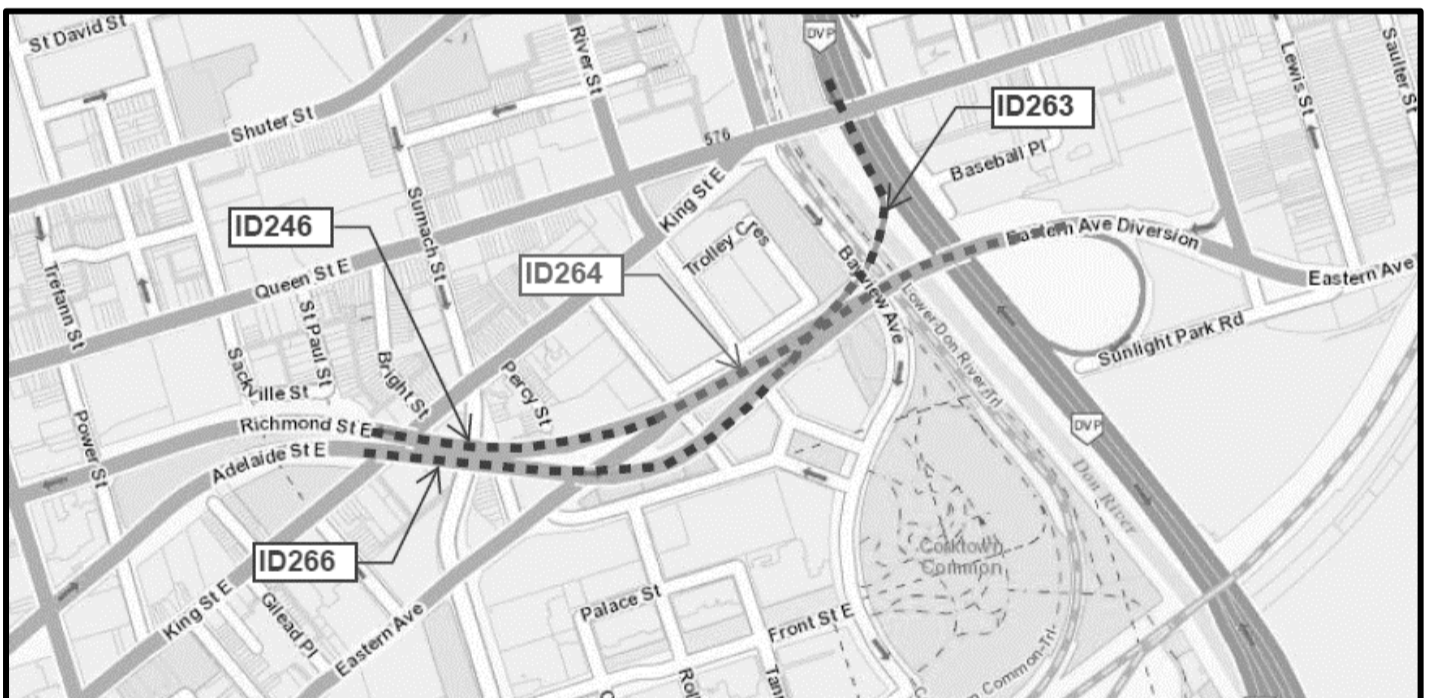 St David St
DVP
River St
Lewis St
Saulter St
Shuter St
576
ID263
Baseball Pl
King St E
Sumach St
ID246
Trolley Cres
Eastern Ave Diversion
ID264
Queen St E
Trefann St
Bayview Ave
Eastern Ave
Lower Don River Trl
St Paul St
Sunlight Park Rd
Sackville St
Bright St
Percy St
Richmond St E
Power St
DVP
Adelaide St E
Don River
ID266
Corktown
Common
King St E
Gilead Pl
Palace St
Front St E
Eastern Ave
Common-Trl-